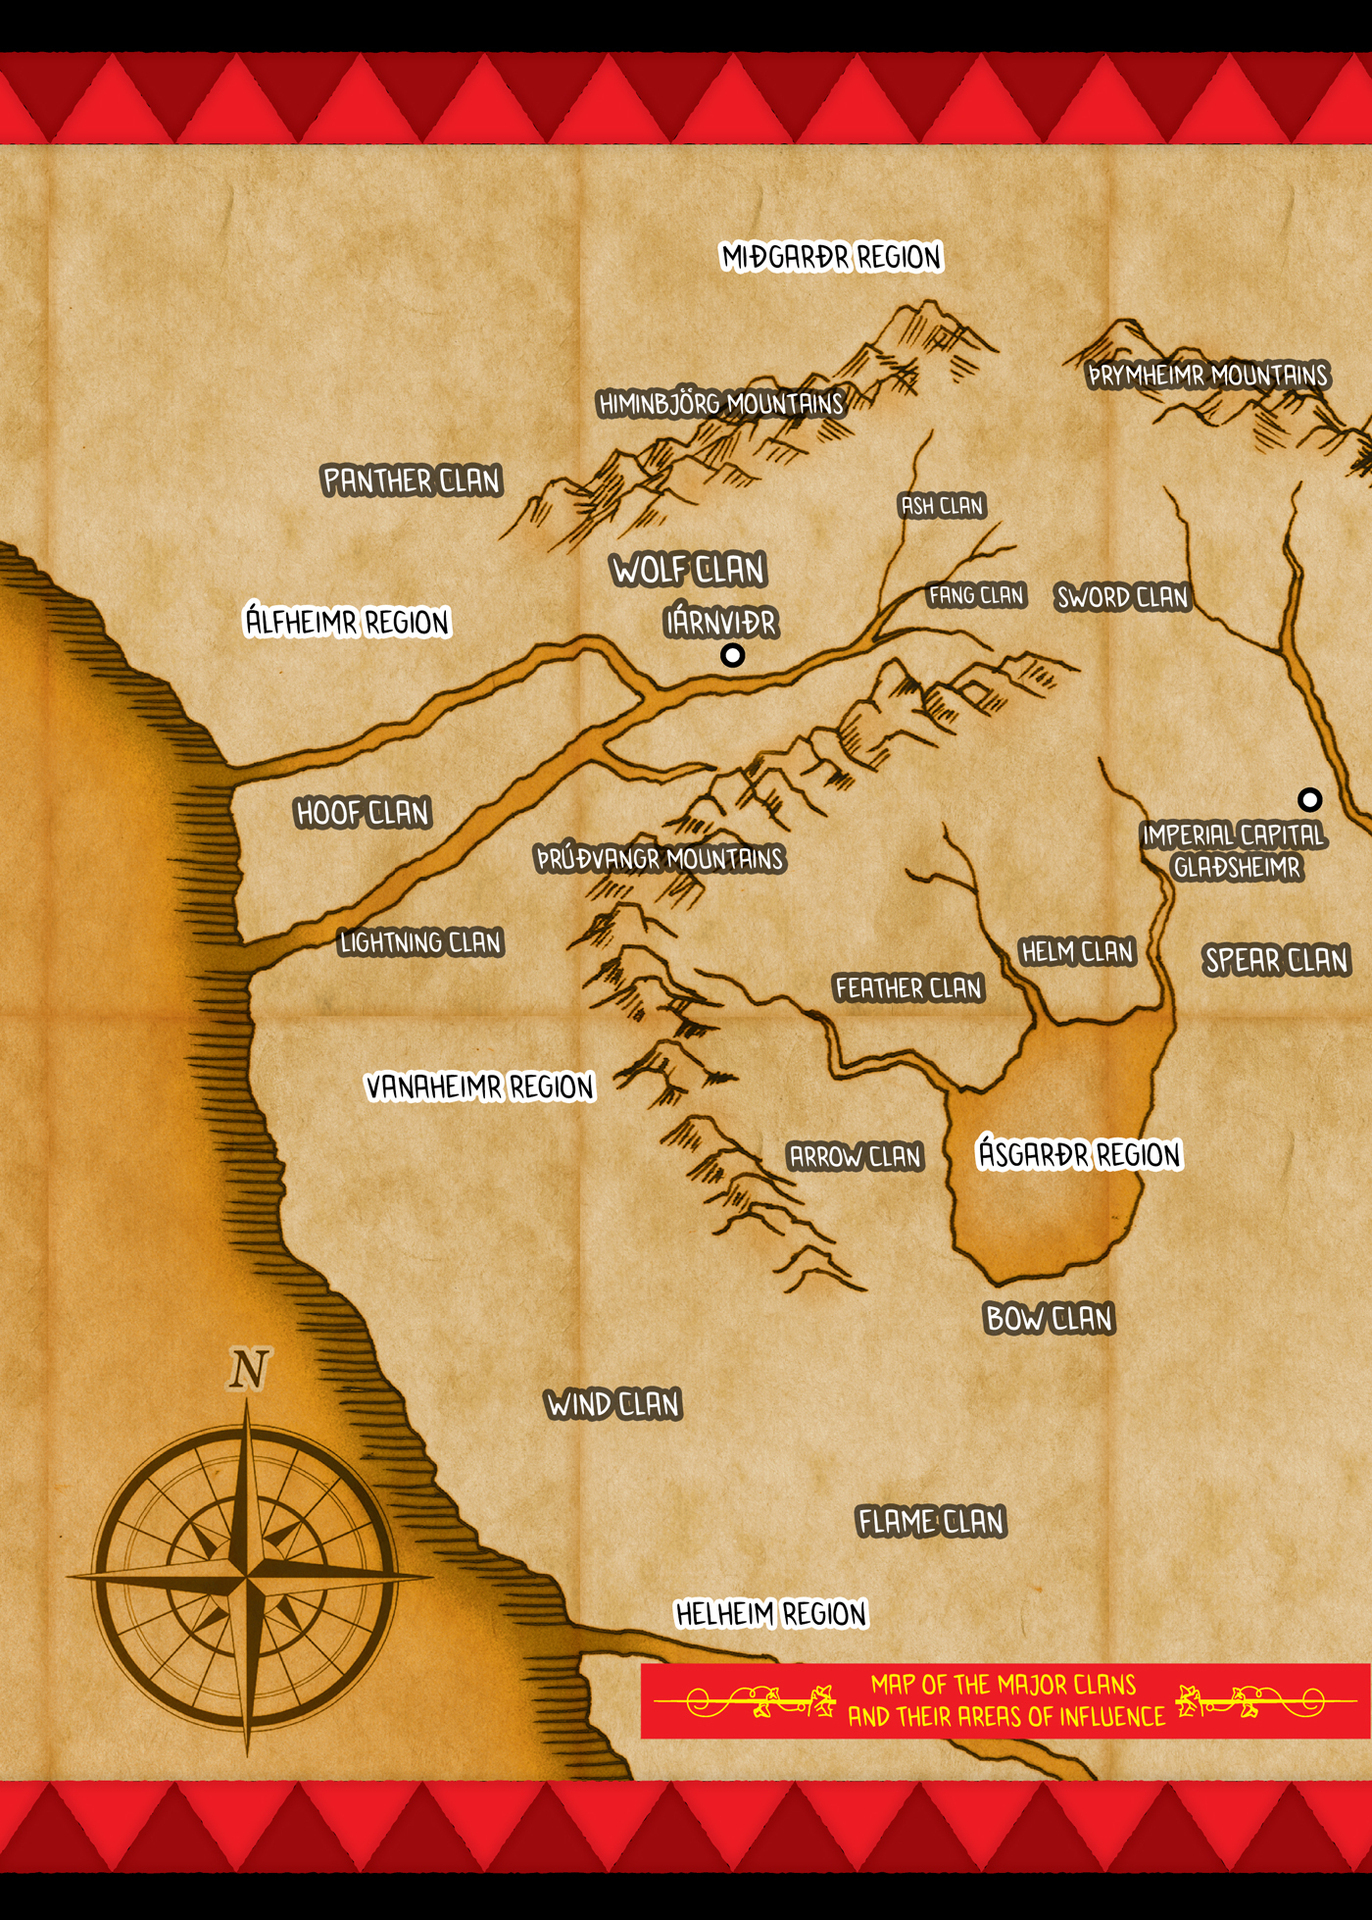 MIÐGARÐR REGION
ÞRYMHEIMR MOUNTAINS
HIMINBJÖRG MOUNTAINS
PANTHER CLAN
ASH CLAN
WOLF CLAN
FANG CLAN
SWORD CLAN
ÁLFHEIMR REGION
IÁRNVIÐR
HOOF CLAN
IMPERIAL CAPITAL
GLAÐSHEIMR
ÞRÚÐVANGR MOUNTAINS
LIGHTNING CLAN
HELM CLAN
SPEAR CLAN
FEATHER CLAN
VANAHEIMR REGION
ARROW CLAN
ÁSGARÐR REGION
BOW CLAN
N
WIND CLAN
FLAME CLAN
HELHEIM REGION
MAP OF THE MAJOR CLANS
AND THEIR AREAS OF INFLUENCE